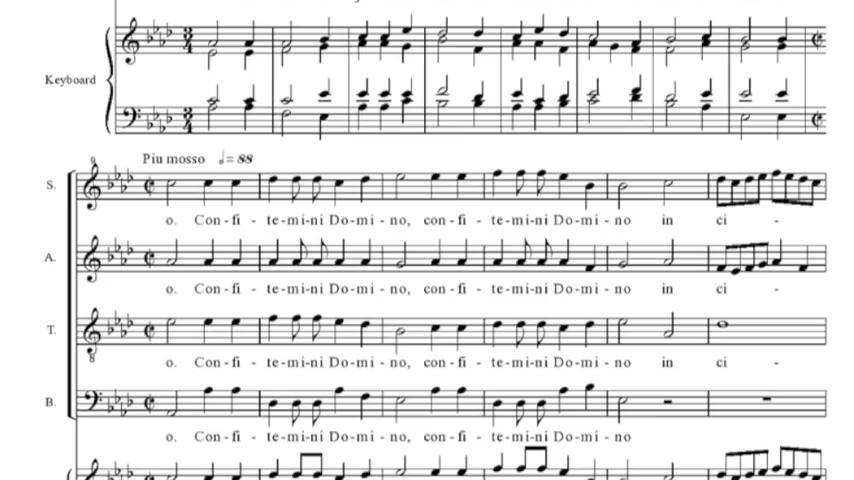 Keyboard
9
Piu mosso = 88
S.
o. Con - fi - te-mi-ni Do-mi - no, con - fi - te-mi-ni Do-mi - no in ci -
A.
o. Con - fi - te-mi-ni Do-mi - no, con - fi - te-mi-ni Do-mi - no in ci -
T.
8
o. Con - fi - te-mi-ni Do-mi - no, con - fi - te-mi-ni Do-mi - no in ci -
B.
o. Con - fi - te-mi-ni Do-mi - no, con - fi - te-mi-ni Do-mi - no